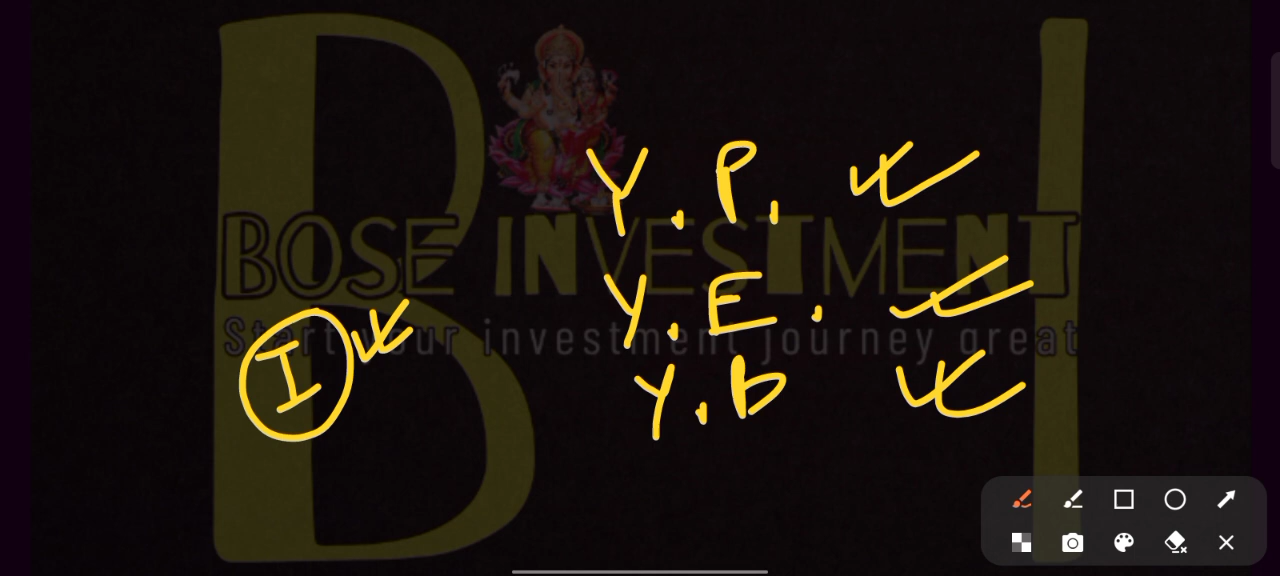 Y. P.
BOSE INVESTMENT
Y. E.
Start your investment journey great
I
Y. D